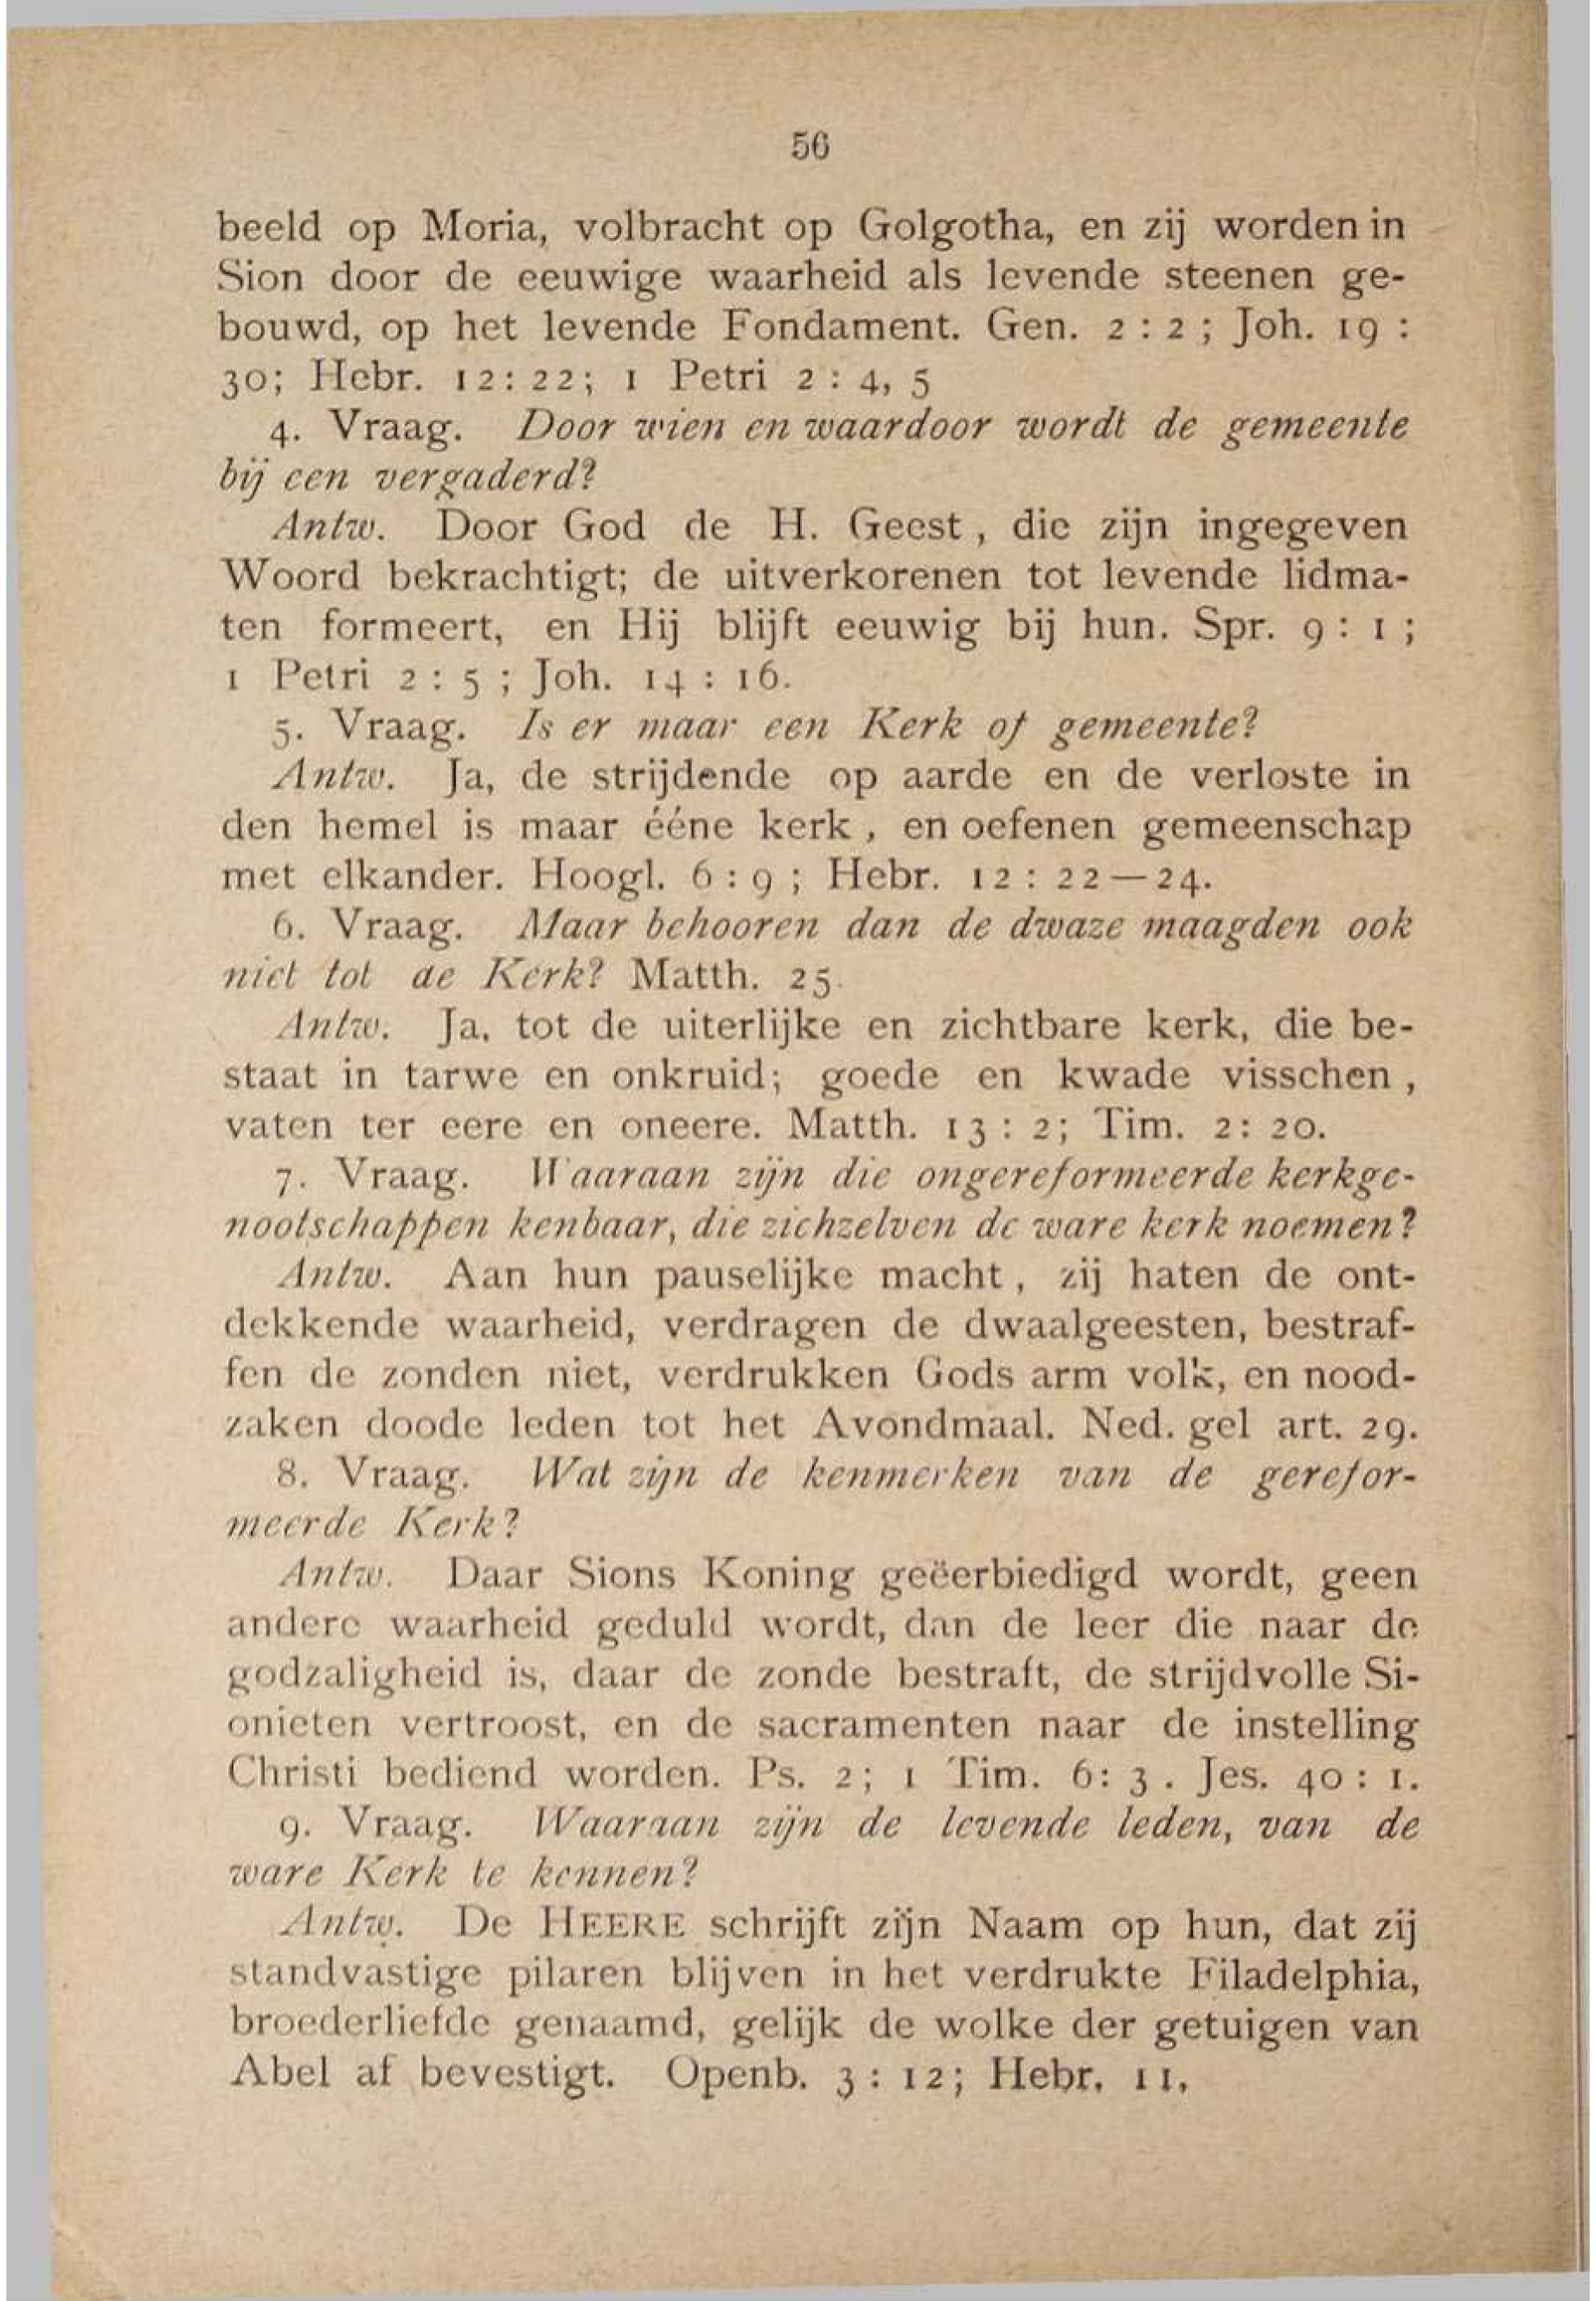 56
beeld op Moria, volbracht op Golgotha, en zij worden in
Sion door de eeuwige waarheid als levende steenen ge-
bouwd, op het levende Fondament. Gen. 2 : 2 ; Joh. 19 :
30; Hebr. 12: 22; 1 Petri 2 : 4, 5
4. Vraag. Door wien en waardoor wordt de gemeente
bij een vergaderd?
Antw. Door God de H. Geest, die zijn ingegeven
Woord bekrachtigt; de uitverkorenen tot levende lidma-
ten formeert, en Hij blijft eeuwig bij hun. Spr. 9 : 1 ;
1 Petri 2 : 5 ; Joh. 14 : 16.
5. Vraag. Is er maar een Kerk of gemeente?
Antw. Ja, de strijdende op aarde en de verloste in
den hemel is maar ééne kerk, en oefenen gemeenschap
met elkander. Hoogl. 6 : 9 ; Hebr. 12 : 22—24.
6. Vraag. Maar behooren dan de dwaze maagden ook
niet tot de Kerk? Matth. 25.
Antw. Ja, tot de uiterlijke en zichtbare kerk, die be-
staat in tarwe en onkruid; goede en kwade visschen,
vaten ter eere en oneere. Matth. 13 : 2; Tim. 2: 20.
7. Vraag. Waaraan zijn die ongereformeerde kerkge-
nootschappen kenbaar, die zichzelven de ware kerk noemen?
Antw. Aan hun pauselijke macht, zij haten de ont-
dekkende waarheid, verdragen de dwaalgeesten, bestraf-
fen de zonden niet, verdrukken Gods arm volk, en nood-
zaken doode leden tot het Avondmaal. Ned. gel art. 29.
8. Vraag. Wat zijn de kenmerken van de gerefor-
meerde Kerk?
Antw. Daar Sions Koning geëerbiedigd wordt, geen
andere waarheid geduld wordt, dan de leer die naar de
godzaligheid is, daar de zonde bestraft, de strijdvolle Si-
onieten vertroost, en de sacramenten naar de instelling
Christi bediend worden. Ps. 2; 1 Tim. 6: 3. Jes. 40 : 1.
9. Vraag. Waaraan zijn de levende leden, van de
ware Kerk te kennen?
Antw. De HEERE schrijft zijn Naam op hun, dat zij
standvastige pilaren blijven in het verdrukte Filadelphia,
broederliefde genaamd, gelijk de wolke der getuigen van
Abel af bevestigt. Openb. 3 : 12; Hebr. 11,